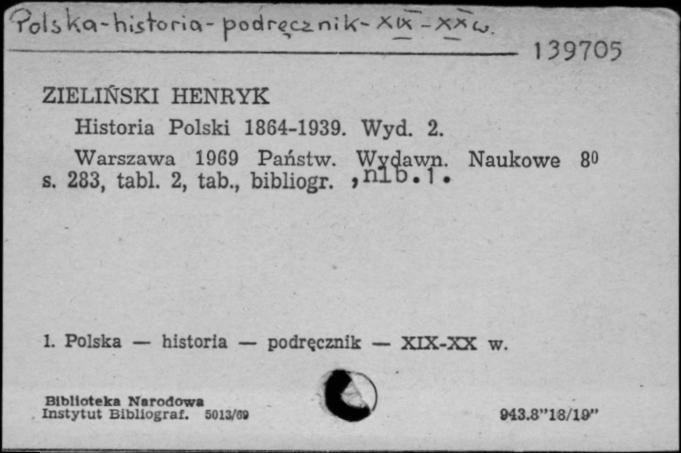 Polska-historia-podręcznik-XIX-XX w.
139705
ZIELIŃSKI HENRYK
Historia Polski 1864-1939. Wyd. 2.
Warszawa 1969 Państw. Wydawn. Naukowe 8⁰
s. 283, tabl. 2, tab., bibliogr. ,nlb.1.
1. Polska — historia — podręcznik — XIX-XX w.
Biblioteka Narodowa
Instytut Bibliograf. 5013/69
943.8"18/19"